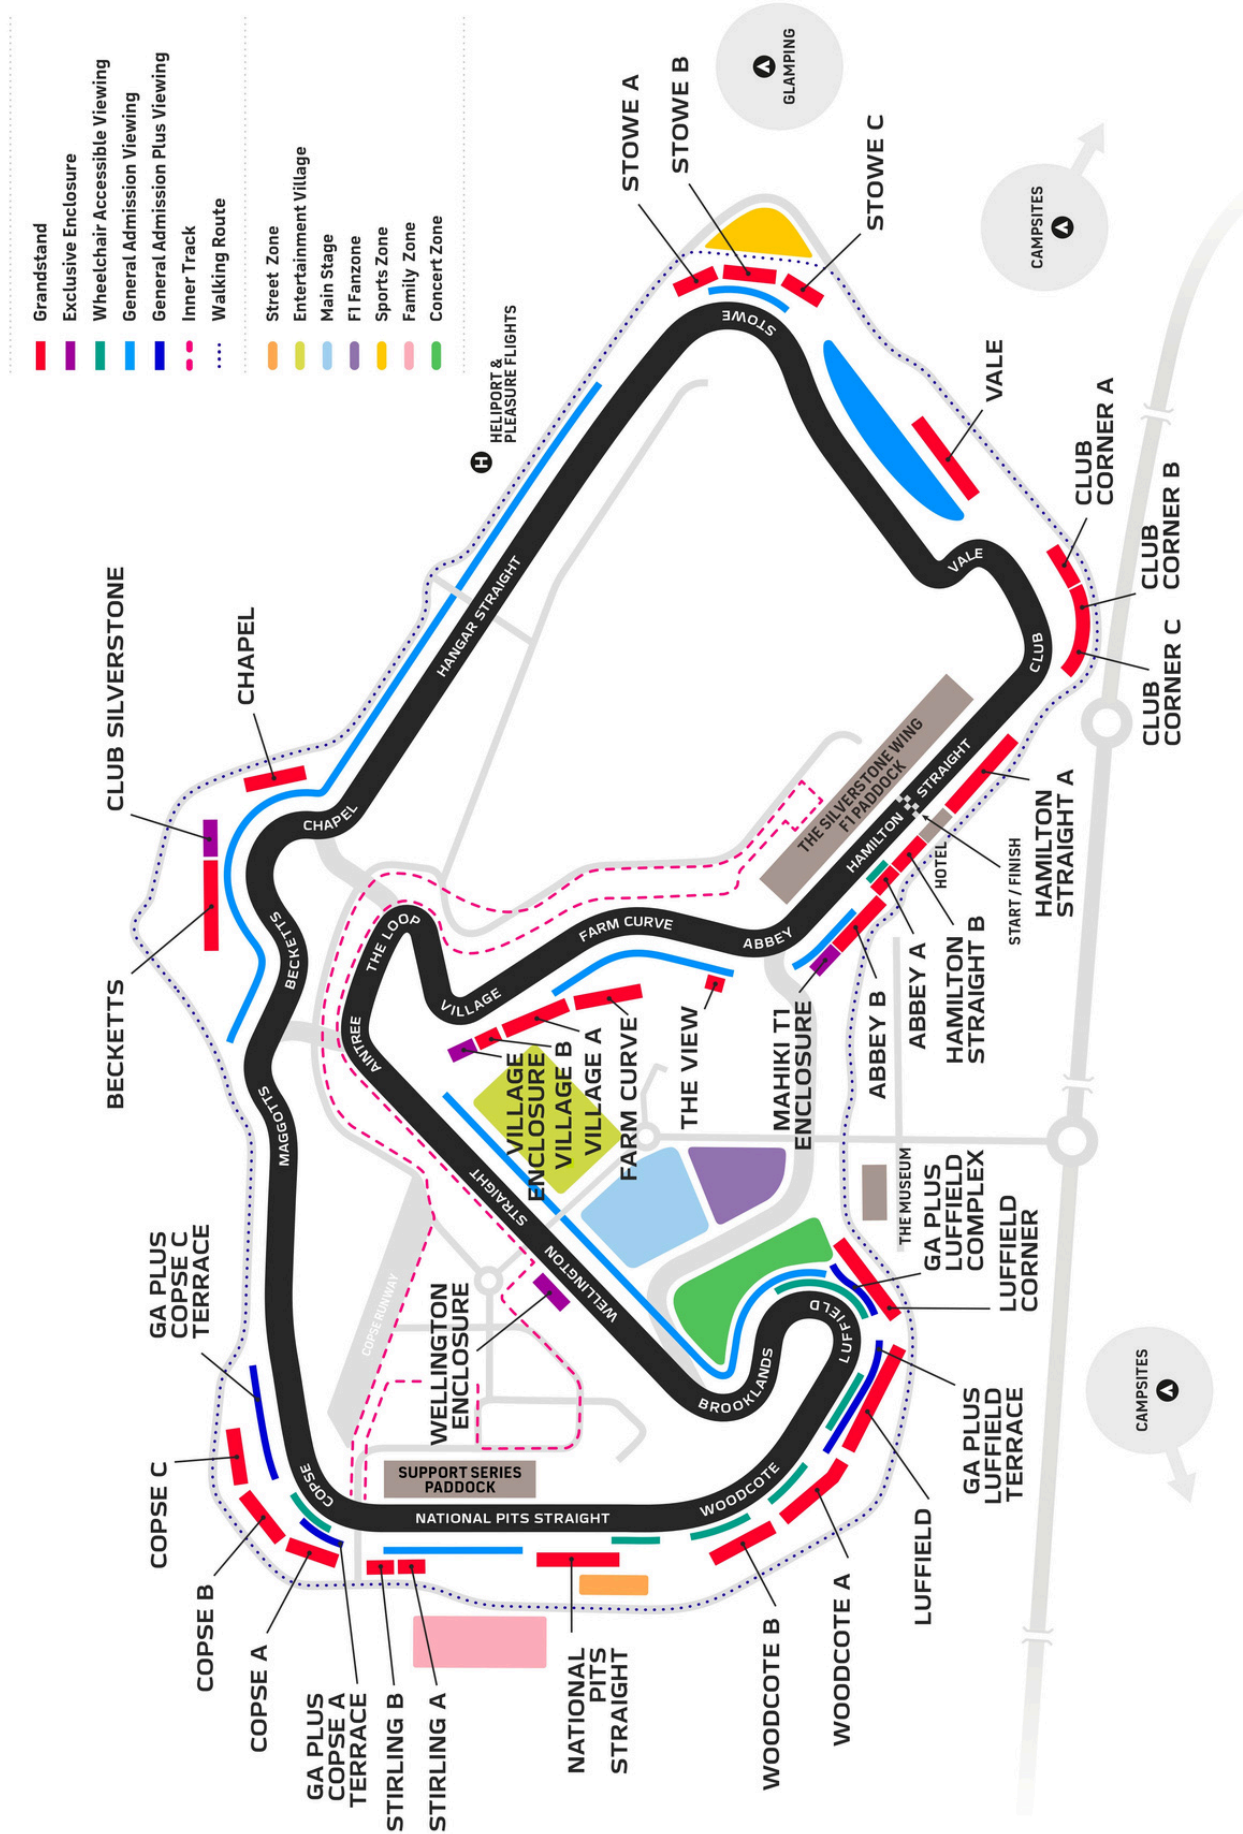 Grandstand
Exclusive Enclosure
Wheelchair Accessible Viewing
General Admission Viewing
General Admission Plus Viewing
Inner Track
Walking Route
Street Zone
Entertainment Village
Main Stage
F1 Fanzone
Sports Zone
Family Zone
Concert Zone
COPSE A
COPSE B
COPSE C
GA PLUS
COPSE C
TERRACE
BECKETTS
CLUB SILVERSTONE
CHAPEL
H
HELIPORT &
PLEASURE FLIGHTS
STOWE A
STOWE B
GLAMPING
STOWE C
CAMPSITES
GA PLUS
COPSE A
TERRACE
STIRLING B
STIRLING A
COPSE
MAGGOTTS
BECKETTS
CHAPEL
HANGAR STRAIGHT
STOWE
COPSE RUNWAY
AINTREE
THE LOOP
VILLAGE
FARM CURVE
ABBEY
SUPPORT SERIES
PADDOCK
WELLINGTON
ENCLOSURE
NATIONAL PITS STRAIGHT
WELLINGTON
STRAIGHT
VILLAGE
ENCLOSURE
VILLAGE B
VILLAGE A
FARM CURVE
THE VIEW
MAHIKI T1
ENCLOSURE
NATIONAL
PITS
STRAIGHT
BROOKLANDS
LUFFIELD
WOODCOTE
THE SILVERSTONE WING
F1 PADDOCK
HAMILTON
STRAIGHT
VALE
CLUB
VALE
WOODCOTE B
WOODCOTE A
LUFFIELD
GA PLUS
LUFFIELD
TERRACE
LUFFIELD
CORNER
GA PLUS
LUFFIELD
COMPLEX
THE MUSEUM
ABBEY B
ABBEY A
HAMILTON
STRAIGHT B
HOTEL
START / FINISH
HAMILTON
STRAIGHT A
CLUB
CORNER C
CLUB
CORNER B
CLUB
CORNER A
CAMPSITES